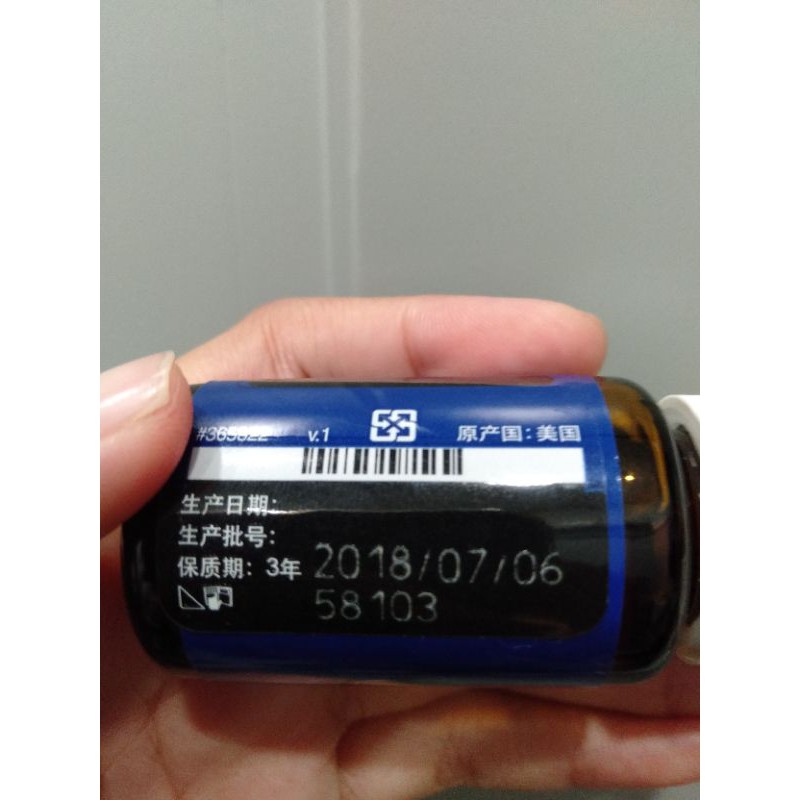 v.1
原产国：美国
生产日期：
生产批号：
保质期：3年
2018/07/06
58103